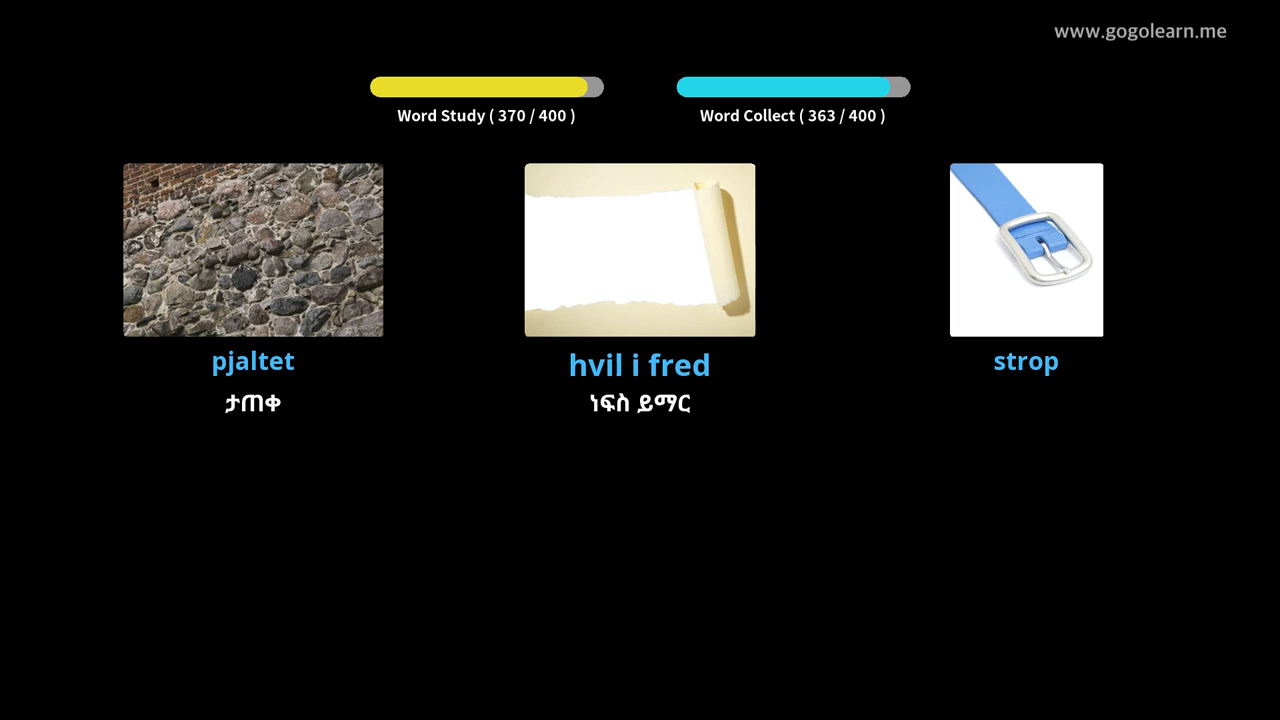 www.gogolearn.me
Word Study ( 370 / 400 )
Word Collect ( 363 / 400 )
pjaltet
ታጠቀ
hvil i fred
ነፍስ ይማር
strop